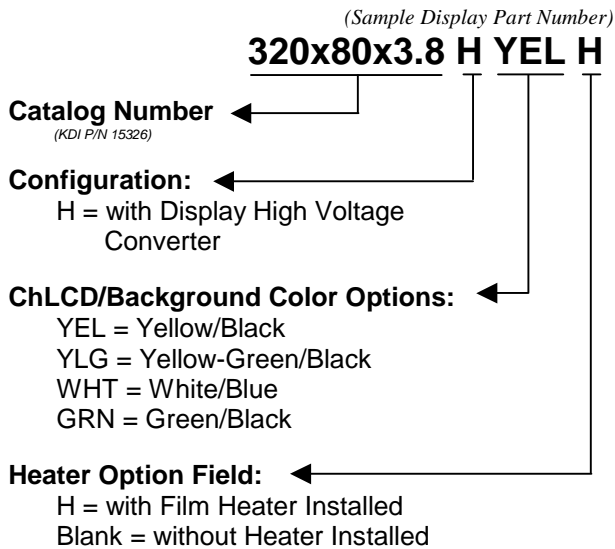 (Sample Display Part Number)
320x80x3.8 H YEL H
Catalog Number
(KDI P/N 15326)
Configuration:
H = with Display High Voltage
Converter
ChLCD/Background Color Options:
YEL = Yellow/Black
YLG = Yellow-Green/Black
WHT = White/Blue
GRN = Green/Black
Heater Option Field:
H = with Film Heater Installed
Blank = without Heater Installed